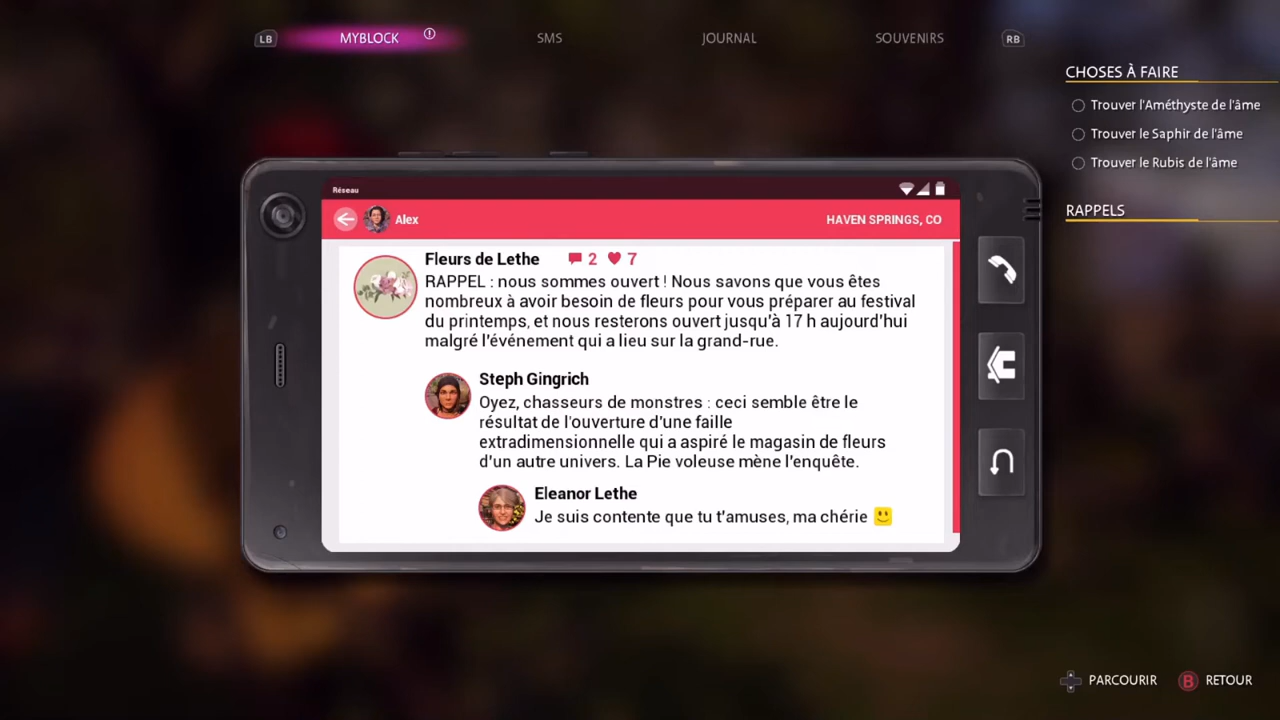 LB
MYBLOCK
SMS
JOURNAL
SOUVENIRS
RB
CHOSES À FAIRE
Trouver l'Améthyste de l'âme
Trouver le Saphir de l'âme
Trouver le Rubis de l'âme
RAPPELS
Réseau
Alex
HAVEN SPRINGS, CO
Fleurs de Lethe 2 7
RAPPEL : nous sommes ouvert ! Nous savons que vous êtes
nombreux à avoir besoin de fleurs pour vous préparer au festival
du printemps, et nous resterons ouvert jusqu'à 17 h aujourd'hui
malgré l'événement qui a lieu sur la grand-rue.
Steph Gingrich
Oyez, chasseurs de monstres : ceci semble être le
résultat de l'ouverture d'une faille
extradimensionnelle qui a aspiré le magasin de fleurs
d'un autre univers. La Pie voleuse mène l'enquête.
Eleanor Lethe
Je suis contente que tu t'amuses, ma chérie
PARCOURIR
B RETOUR